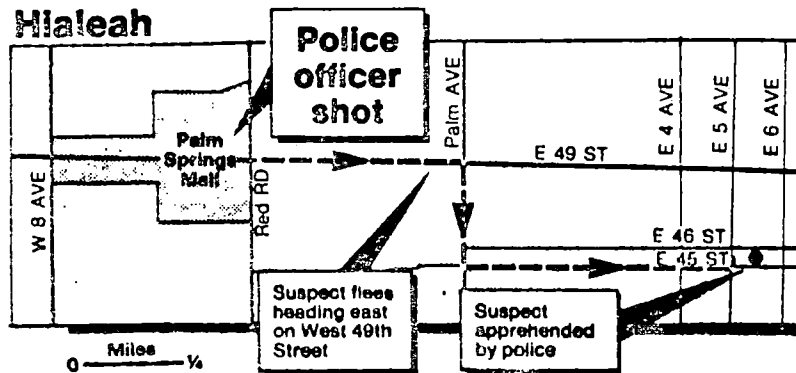 Hialeah
Police
officer
shot
Palm
Springs
Mall
W 8 AVE
Red RD
Palm AVE
E 4 AVE
E 5 AVE
E 6 AVE
E 49 ST
E 46 ST
E 45 ST
Suspect flees
heading east
on West 49th
Street
Suspect
apprehended
by police
Miles
0 ¼